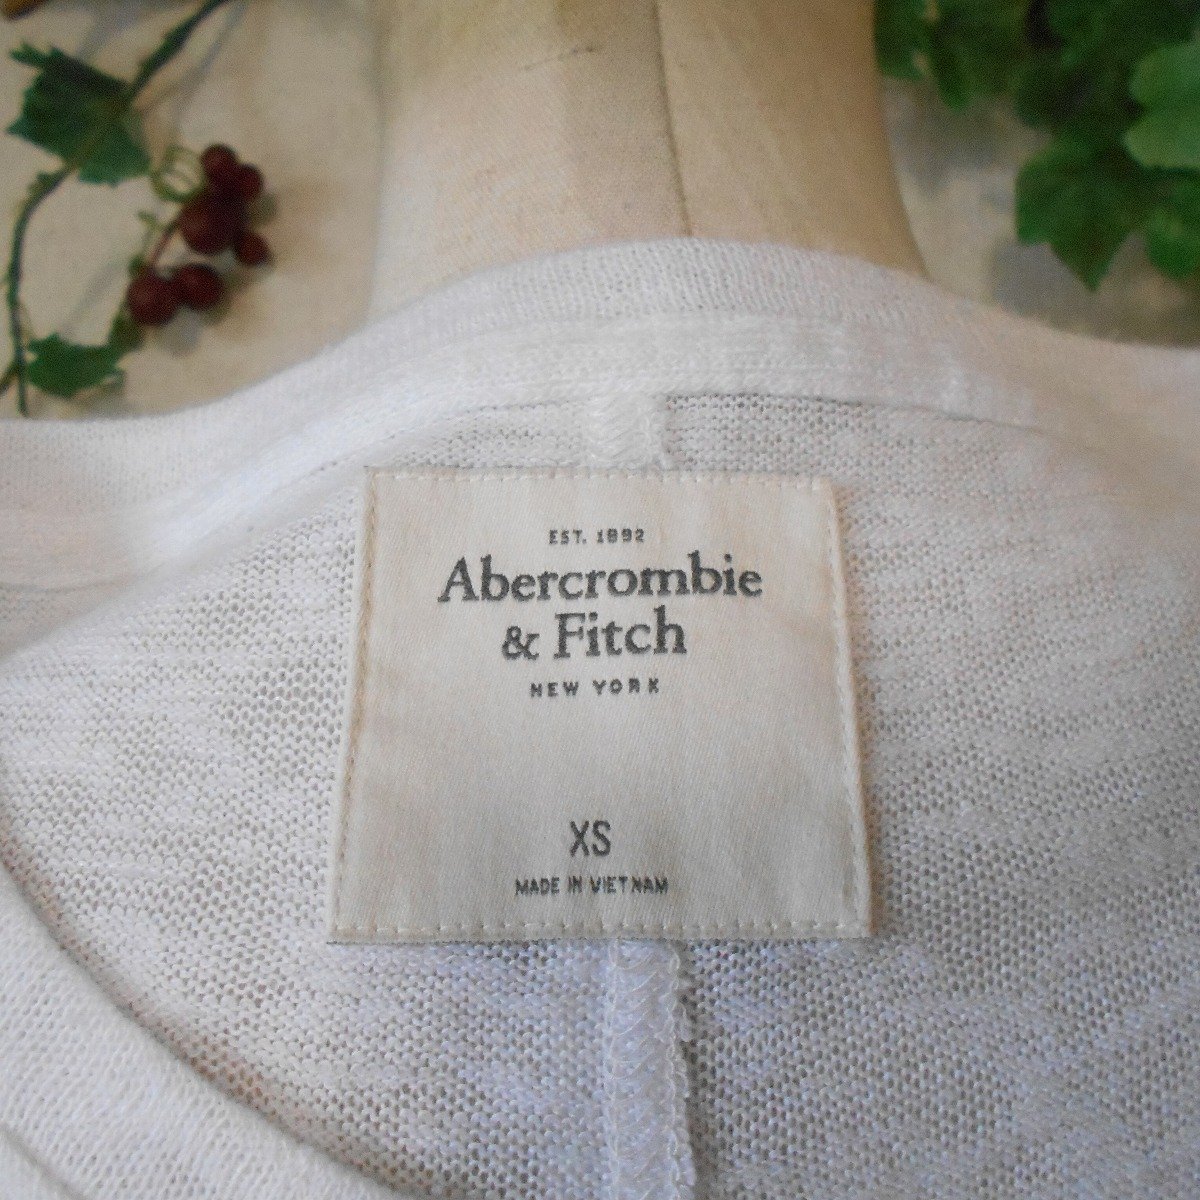 EST. 1892
Abercrombie
& Fitch
NEW YORK
XS
MADE IN VIETNAM